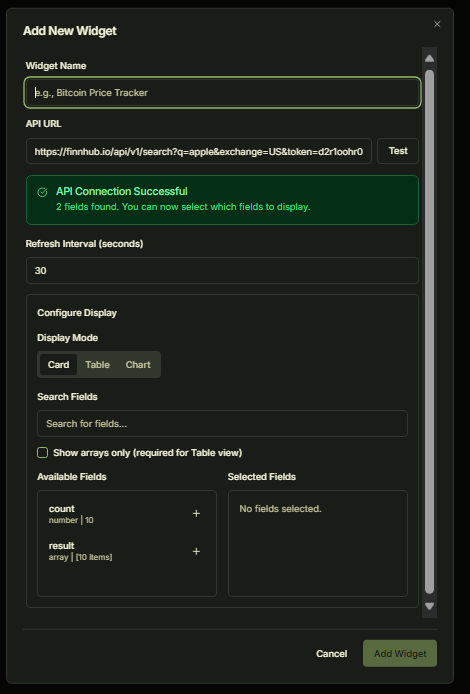 Add New Widget
Widget Name
e.g., Bitcoin Price Tracker
API URL
https://finnhub.io/api/v1/search?q=apple&exchange=US&token=d2r1oohr0
Test
API Connection Successful
2 fields found. You can now select which fields to display.
Refresh Interval (seconds)
30
Configure Display
Display Mode
Card Table Chart
Search Fields
Search for fields...
Show arrays only (required for Table view)
Available Fields
count
number | 10
+
result
array | [10 items]
+
Selected Fields
No fields selected.
Cancel
Add Widget